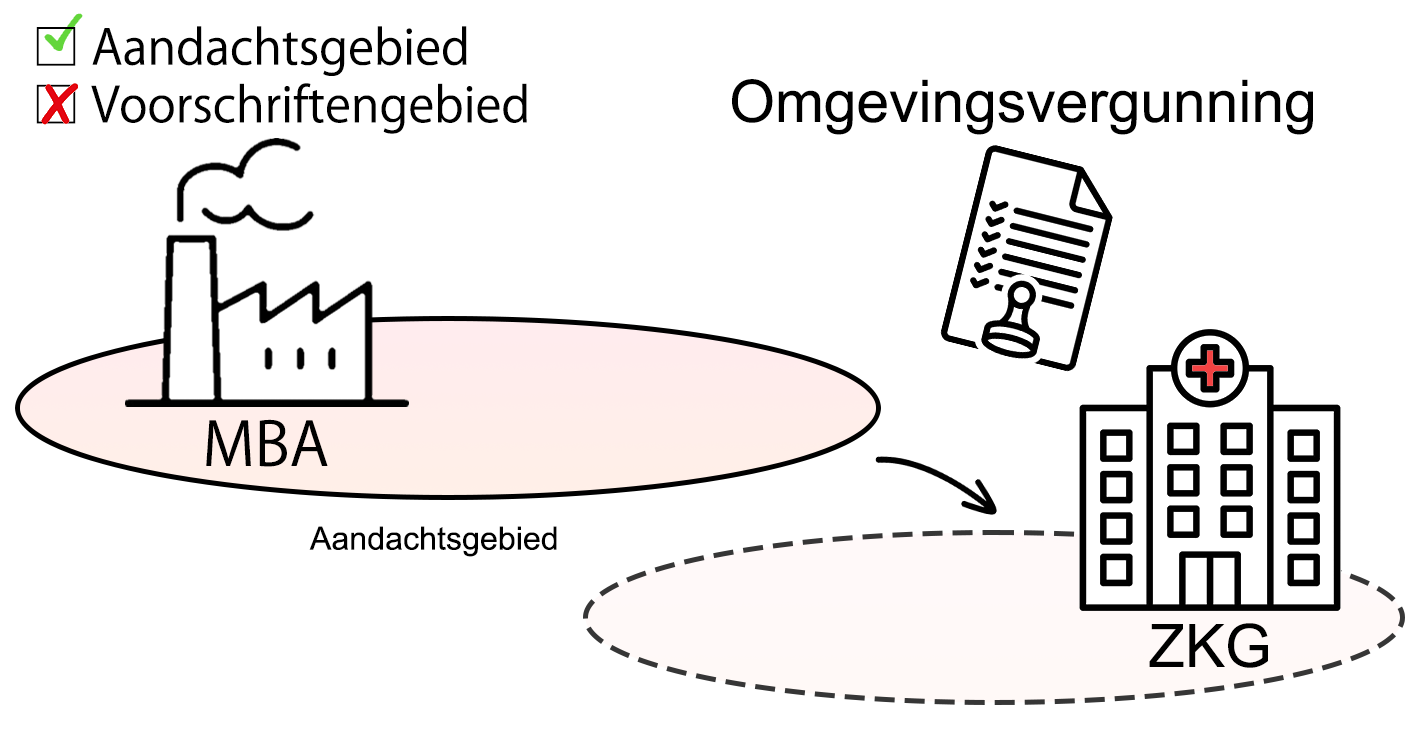 Aandachtsgebied
Voorschriftengebied
Omgevingsvergunning
MBA
Aandachtsgebied
ZKG